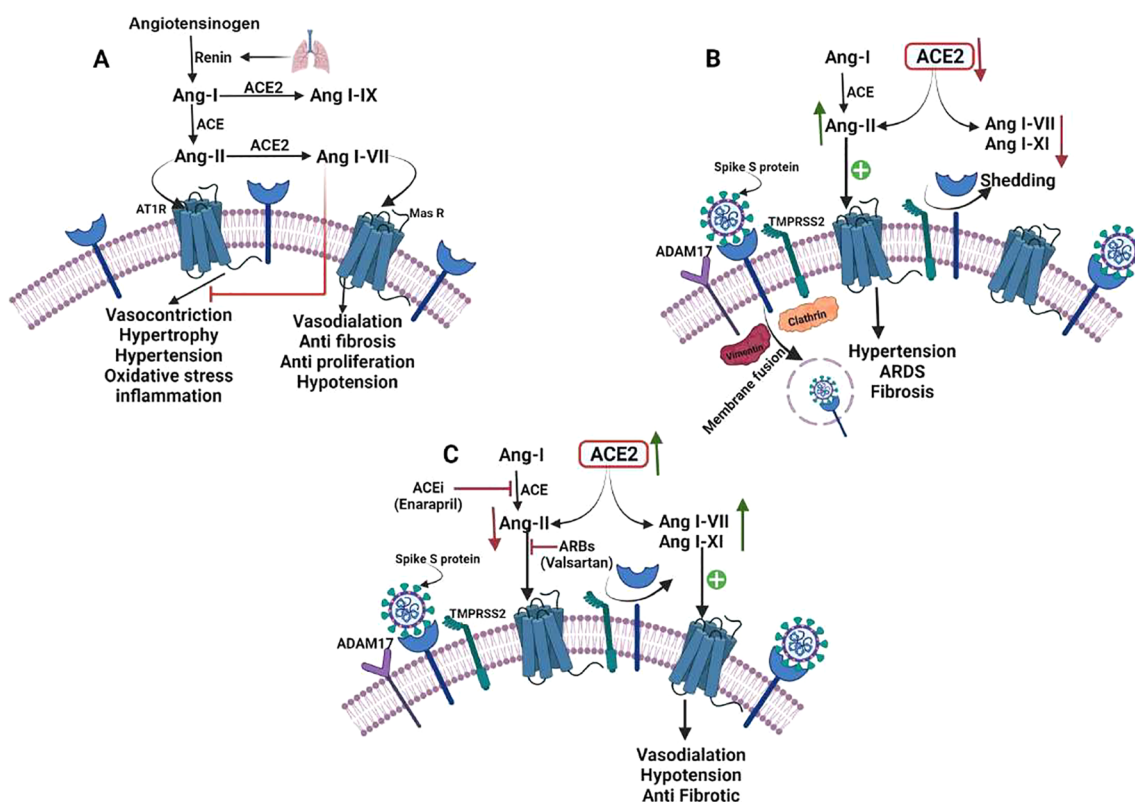 A
Angiotensinogen
Renin
Ang-I
ACE2
Ang I-IX
ACE
Ang-II
ACE2
Ang I-VII
AT1R
Mas R
Vasocontriction
Hypertrophy
Hypertension
Oxidative stress
inflammation
Vasodialation
Anti fibrosis
Anti proliferation
Hypotension
B
Ang-I
ACE2
ACE
Ang-II
Ang I-VII
Ang I-XI
Spike S protein
Shedding
TMPRSS2
ADAM17
Clathrin
Vimentin
Membrane fusion
Hypertension
ARDS
Fibrosis
C
Ang-I
ACE2
ACEi
(Enarapril)
ACE
Ang-II
Ang I-VII
Ang I-XI
ARBs
(Valsartan)
Spike S protein
TMPRSS2
ADAM17
Vasodialation
Hypotension
Anti Fibrotic